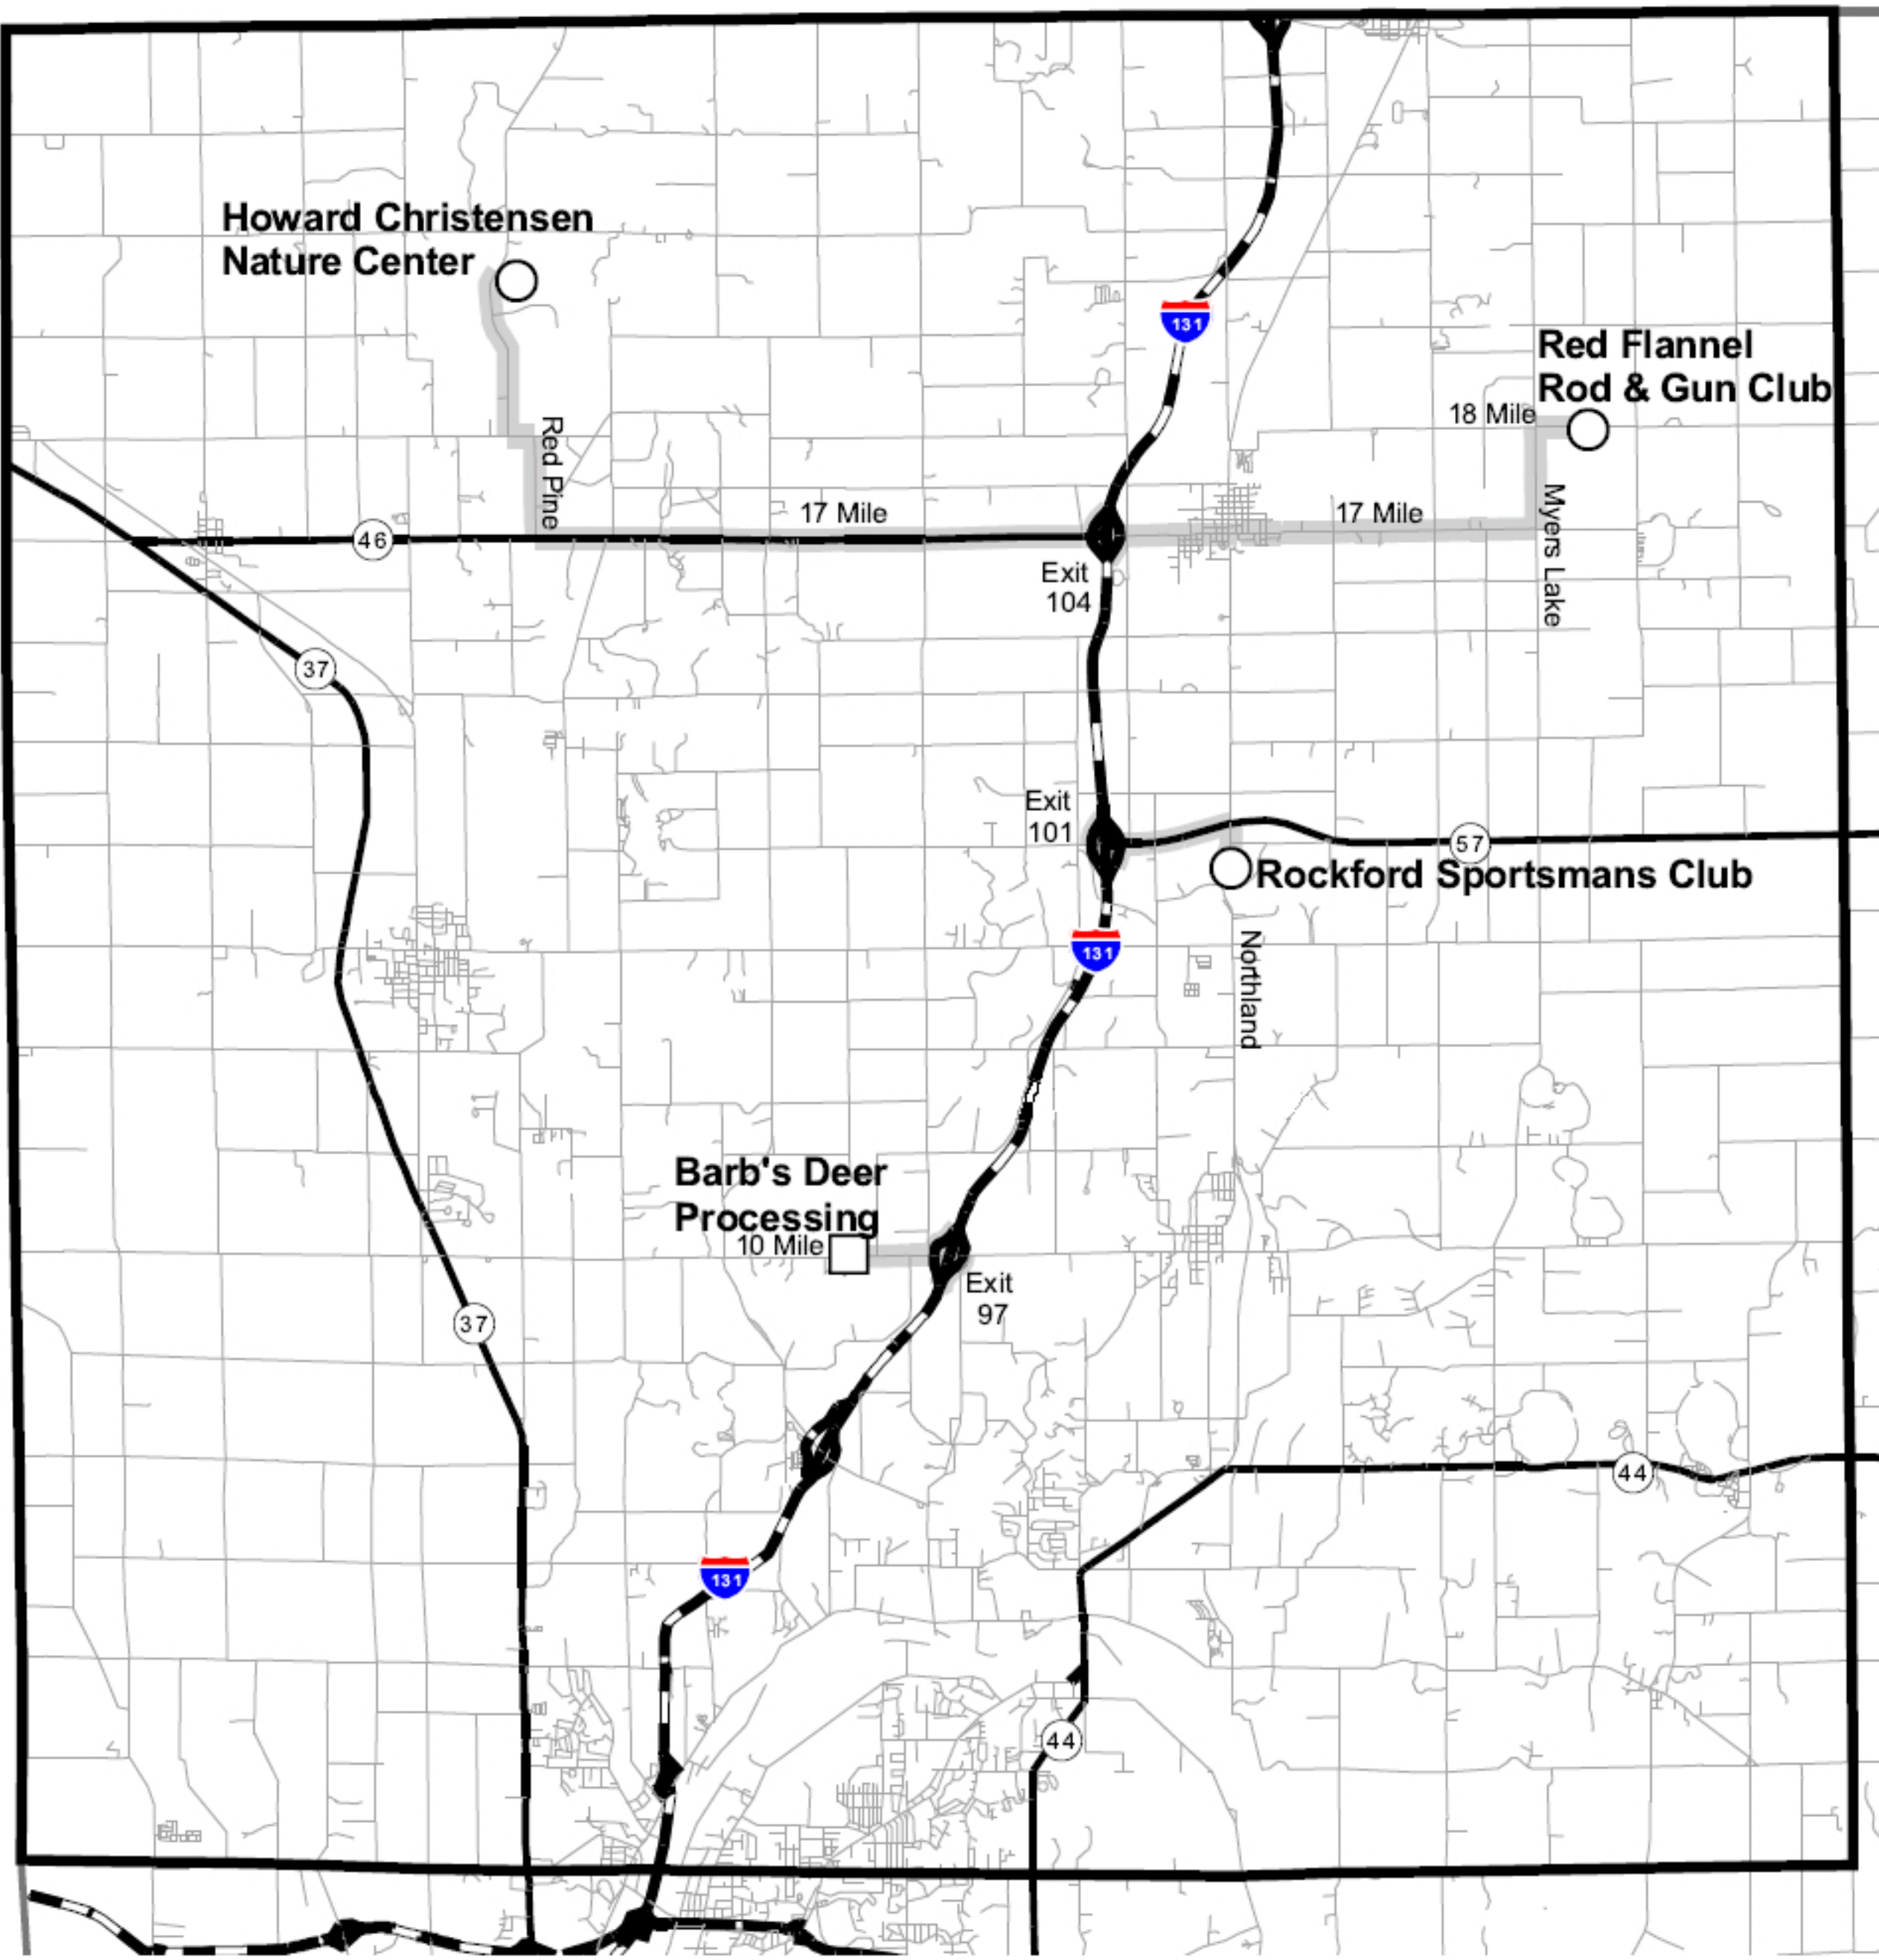 Howard Christensen
Nature Center
131
Red Flannel
Rod & Gun Club
18 Mile
Red Pine
17 Mile
17 Mile
Myers Lake
46
Exit
104
37
Exit
101
57
Rockford Sportsmans Club
131
Northland
Barb's Deer
Processing
10 Mile
Exit
97
37
44
131
44